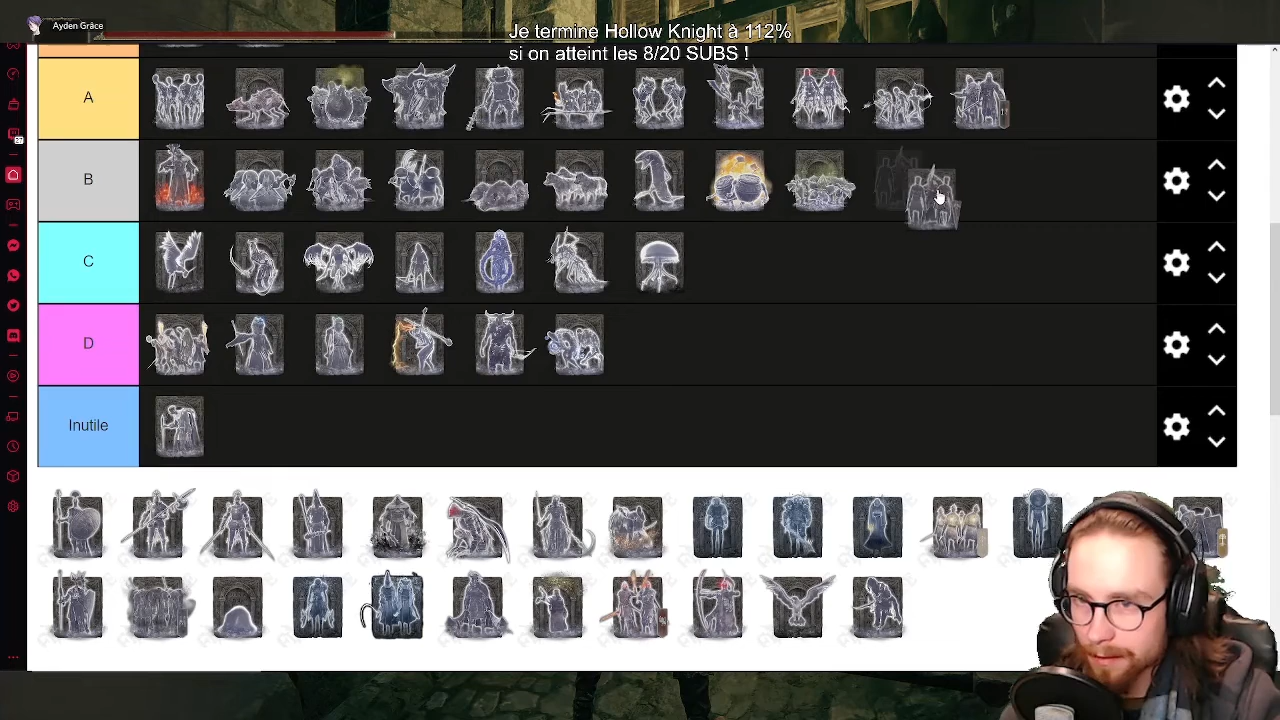 Ayden Grâce
Je termine Hollow Knight à 112%
si on atteint les 8/20 SUBS !
A
B
C
D
Inutile